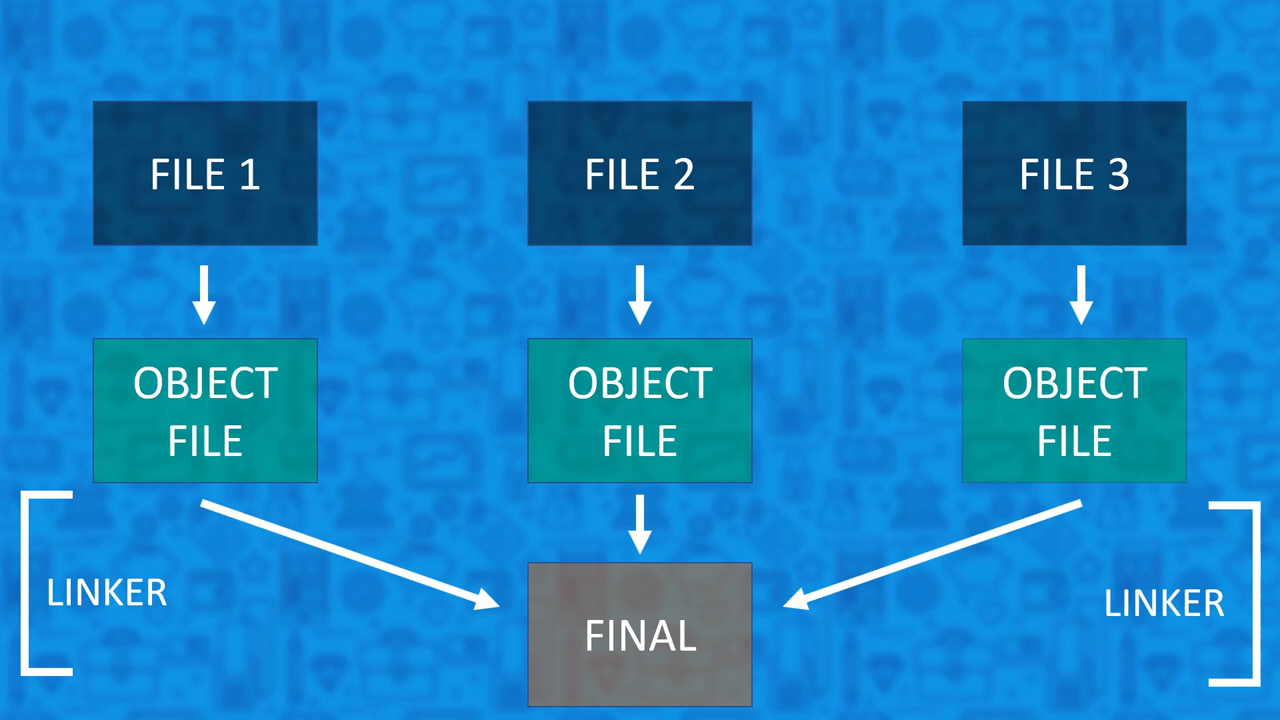 FILE 1
FILE 2
FILE 3
OBJECT
FILE
OBJECT
FILE
OBJECT
FILE
LINKER
LINKER
FINAL